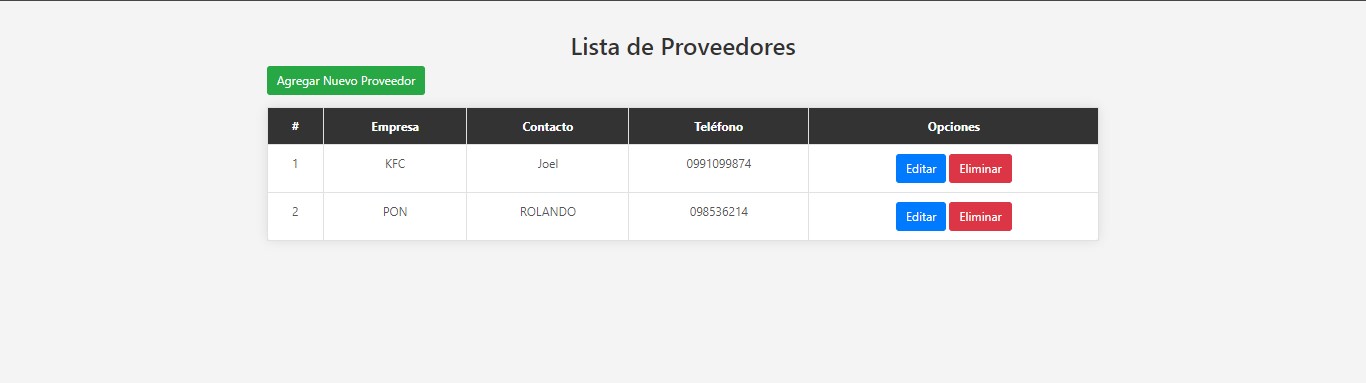 Lista de Proveedores
Agregar Nuevo Proveedor
# Empresa Contacto Teléfono Opciones
1 KFC Joel 0991099874 Editar Eliminar
2 PON ROLANDO 098536214 Editar Eliminar